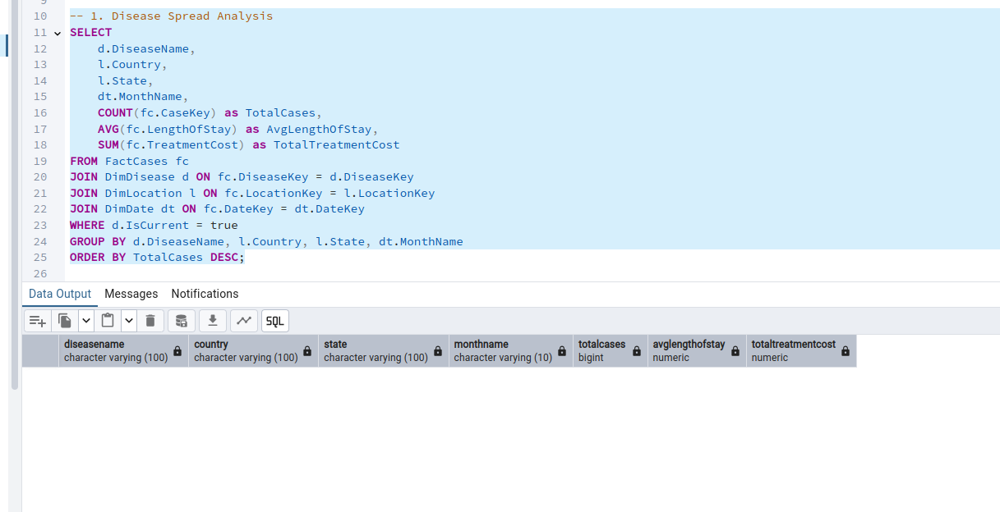 9
10 -- 1. Disease Spread Analysis
11 SELECT
12 d.DiseaseName,
13 l.Country,
14 l.State,
15 dt.MonthName,
16 COUNT(fc.CaseKey) as TotalCases,
17 AVG(fc.LengthOfStay) as AvgLengthOfStay,
18 SUM(fc.TreatmentCost) as TotalTreatmentCost
19 FROM FactCases fc
20 JOIN DimDisease d ON fc.DiseaseKey = d.DiseaseKey
21 JOIN DimLocation l ON fc.LocationKey = l.LocationKey
22 JOIN DimDate dt ON fc.DateKey = dt.DateKey
23 WHERE d.IsCurrent = true
24 GROUP BY d.DiseaseName, l.Country, l.State, dt.MonthName
25 ORDER BY TotalCases DESC;
26
Data Output Messages Notifications
SQL
diseasename country state monthname totalcases avglengthofstay totaltreatmentcost
character varying (100) character varying (100) character varying (100) character varying (10) bigint numeric numeric